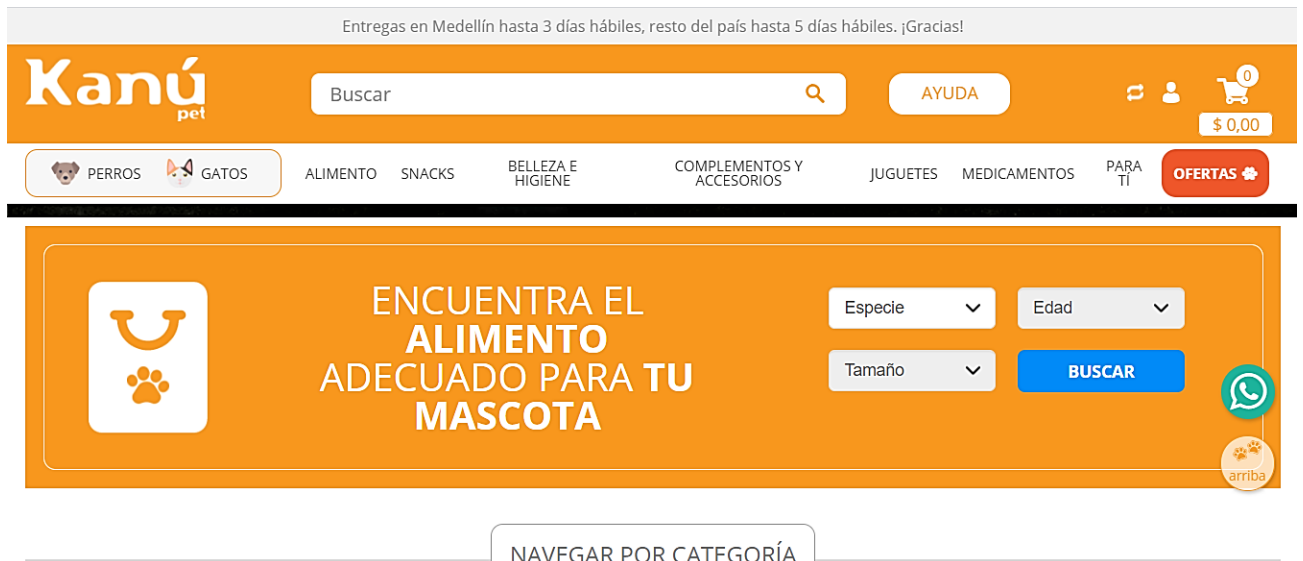 Entregas en Medellín hasta 3 días hábiles, resto del país hasta 5 días hábiles. ¡Gracias!
Kanú
pet
Buscar
AYUDA
0
$ 0,00
PERROS
GATOS
ALIMENTO
SNACKS
BELLEZA E
HIGIENE
COMPLEMENTOS Y
ACCESORIOS
JUGUETES
MEDICAMENTOS
PARA
TÍ
OFERTAS
ENCUENTRA EL
ALIMENTO
ADECUADO PARA TU
MASCOTA
Especie
Edad
Tamaño
BUSCAR
arriba
NAVEGAR POR CATEGORÍA